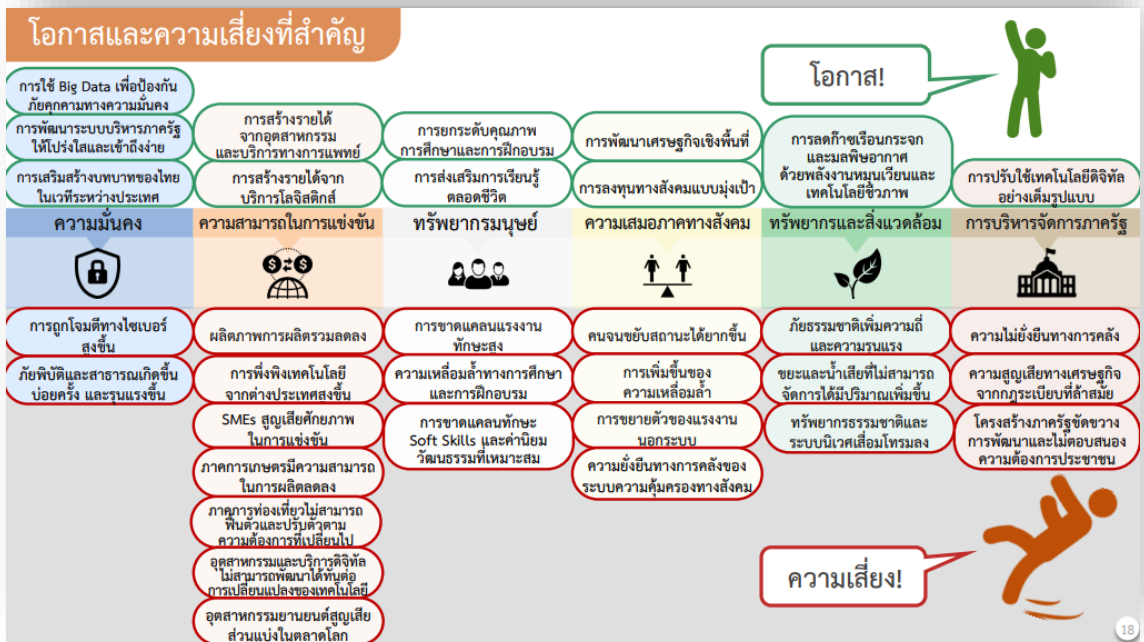 โอกาสและความเสี่ยงที่สำคัญ
โอกาส!
การใช้ Big Data เพื่อป้องกัน
ภัยคุกคามทางความมั่นคง
การพัฒนาระบบบริหารภาครัฐ
ให้โปร่งใสและเข้าถึงง่าย
การเสริมสร้างบทบาทของไทย
ในเวทีระหว่างประเทศ
การสร้างรายได้
จากอุตสาหกรรม
และบริการทางการแพทย์
การสร้างรายได้จาก
บริการโลจิสติกส์
การยกระดับคุณภาพ
การศึกษาและการฝึกอบรม
การส่งเสริมการเรียนรู้
ตลอดชีวิต
การพัฒนาเศรษฐกิจเชิงพื้นที่
การลงทุนทางสังคมแบบมุ่งเป้า
การลดก๊าซเรือนกระจก
และมลพิษอากาศ
ด้วยพลังงานหมุนเวียนและ
เทคโนโลยีชีวภาพ
การปรับใช้เทคโนโลยีดิจิทัล
อย่างเต็มรูปแบบ
ความมั่นคง
ความสามารถในการแข่งขัน
ทรัพยากรมนุษย์
ความเสมอภาคทางสังคม
ทรัพยากรและสิ่งแวดล้อม
การบริหารจัดการภาครัฐ
การถูกโจมตีทางไซเบอร์
สูงขึ้น
ภัยพิบัติและสาธารณเกิดขึ้น
บ่อยครั้ง และรุนแรงขึ้น
ผลิตภาพการผลิตรวมลดลง
การพึ่งพิงเทคโนโลยี
จากต่างประเทศสูงขึ้น
SMEs สูญเสียศักยภาพ
ในการแข่งขัน
ภาคการเกษตรมีความสามารถ
ในการผลิตลดลง
ภาคการท่องเที่ยวไม่สามารถ
ฟื้นตัวและปรับตัวตาม
ความต้องการที่เปลี่ยนไป
อุตสาหกรรมและบริการดิจิทัล
ไม่สามารถพัฒนาได้ทันต่อ
การเปลี่ยนแปลงของเทคโนโลยี
อุตสาหกรรมยานยนต์สูญเสีย
ส่วนแบ่งในตลาดโลก
การขาดแคลนแรงงาน
ทักษะสูง
ความเหลื่อมล้ำทางการศึกษา
และการฝึกอบรม
การขาดแคลนทักษะ
Soft Skills และค่านิยม
วัฒนธรรมที่เหมาะสม
คนจนขยับสถานะได้ยากขึ้น
การเพิ่มขึ้นของ
ความเหลื่อมล้ำ
การขยายตัวของแรงงาน
นอกระบบ
ความยั่งยืนทางการคลังของ
ระบบความคุ้มครองทางสังคม
ภัยธรรมชาติเพิ่มความถี่
และความรุนแรง
ขยะและน้ำเสียที่ไม่สามารถ
จัดการได้มีปริมาณเพิ่มขึ้น
ทรัพยากรธรรมชาติและ
ระบบนิเวศเสื่อมโทรมลง
ความไม่ยั่งยืนทางการคลัง
ความสูญเสียทางเศรษฐกิจ
จากกฎระเบียบที่ล้าสมัย
โครงสร้างภาครัฐขัดขวาง
การพัฒนาและไม่ตอบสนอง
ความต้องการประชาชน
ความเสี่ยง!
18